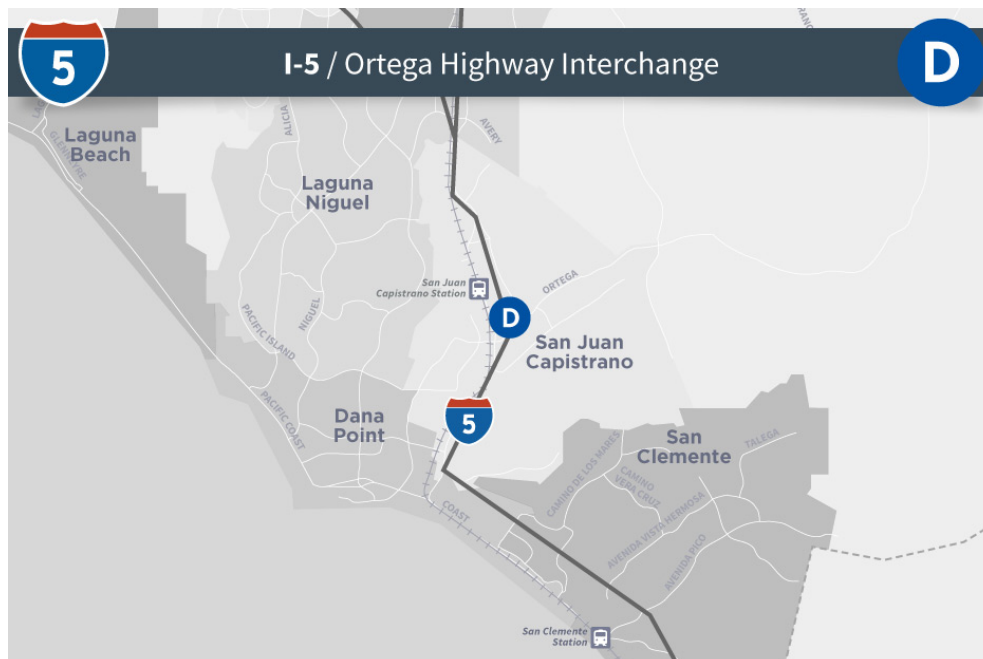 5
I-5 / Ortega Highway Interchange
D
Laguna
Beach
GLENNEYRE
ALICIA
AVERY
Laguna
Niguel
San Juan
Capistrano Station
ORTEGA
D
NIGUEL
PACIFIC ISLAND
San Juan
Capistrano
PACIFIC COAST
Dana
Point
5
San
Clemente
TALEGA
CAMINO DE LOS MARES
CAMINO
VERA CRUZ
COAST
AVENIDA VISTA HERMOSA
AVENIDA PICO
San Clemente
Station